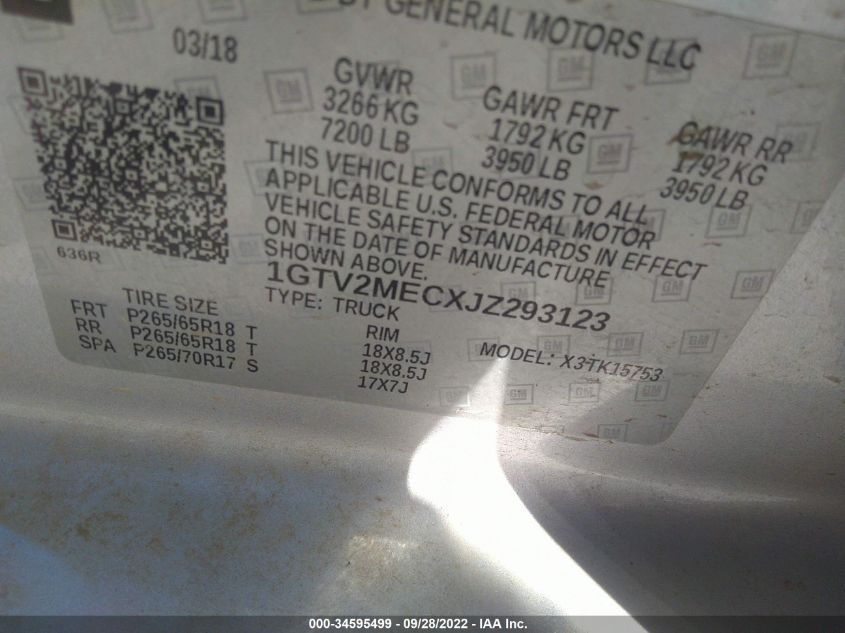 BY GENERAL MOTORS LLC
03/18
GVWR
3266 KG
7200 LB
GAWR FRT
1792 KG
3950 LB
GAWR RR
1792 KG
3950 LB
THIS VEHICLE CONFORMS TO ALL
APPLICABLE U.S. FEDERAL MOTOR
VEHICLE SAFETY STANDARDS IN EFFECT
ON THE DATE OF MANUFACTURE
SHOWN ABOVE.
636R
1GTV2MECXJZ293123
TYPE: TRUCK
TIRE SIZE
RIM
FRT P265/65R18 T 18X8.5J
RR P265/65R18 T 18X8.5J
SPA P265/70R17 S 17X7J
MODEL: X3TK15753
000-34595499 - 09/28/2022 - IAA Inc.